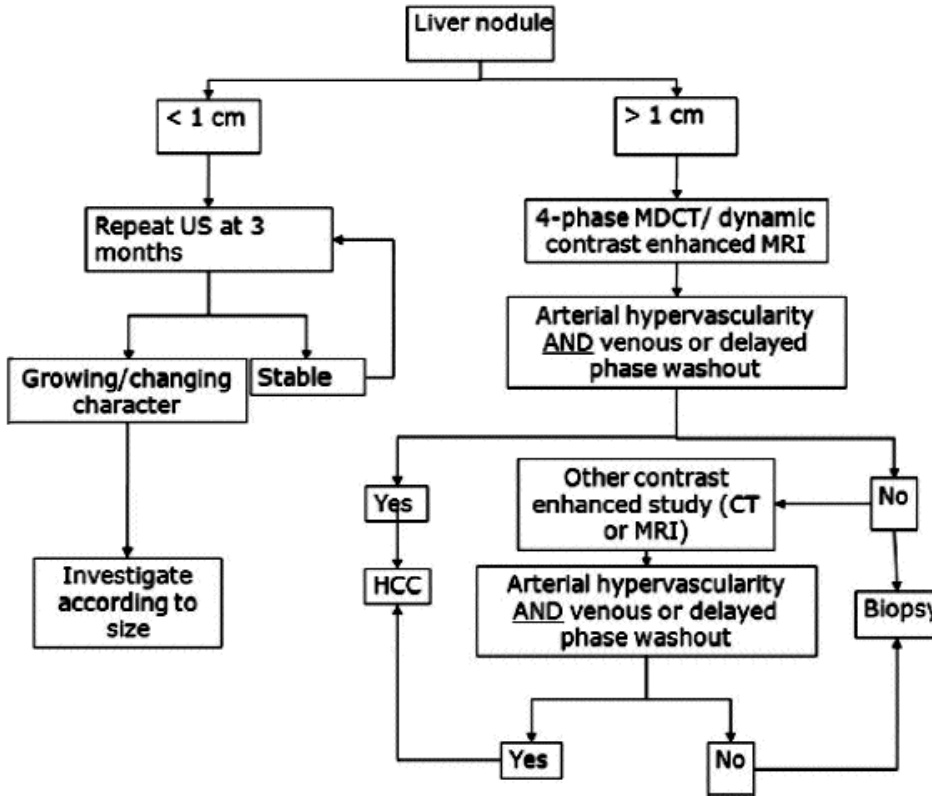 Liver nodule
< 1 cm
> 1 cm
Repeat US at 3
months
4-phase MDCT/ dynamic
contrast enhanced MRI
Arterial hypervascularity
AND venous or delayed
phase washout
Growing/changing
character
Stable
Yes
Other contrast
enhanced study (CT
or MRI)
No
Investigate
according to
size
HCC
Arterial hypervascularity
AND venous or delayed
phase washout
Biopsy
Yes
No